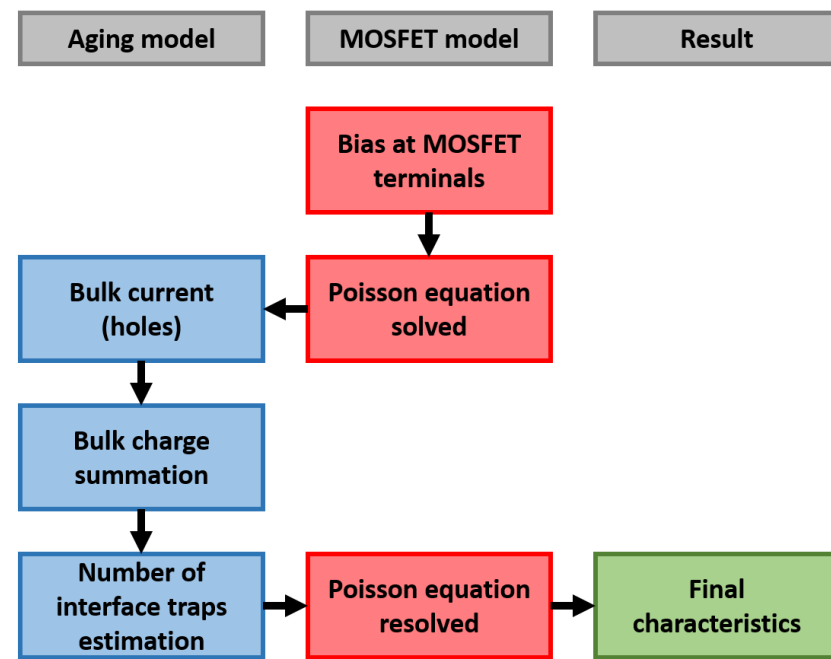 Aging model
MOSFET model
Result
Bias at MOSFET
terminals
Bulk current
(holes)
Poisson equation
solved
Bulk charge
summation
Number of
interface traps
estimation
Poisson equation
resolved
Final
characteristics